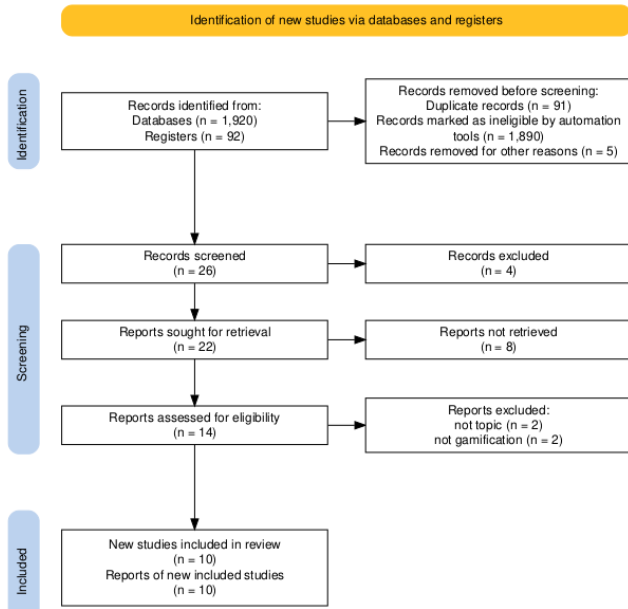 Identification of new studies via databases and registers
Identification
Records identified from:
Databases (n = 1,920)
Registers (n = 92)
Records removed before screening:
Duplicate records (n = 91)
Records marked as ineligible by automation
tools (n = 1,890)
Records removed for other reasons (n = 5)
Screening
Records screened
(n = 26)
Records excluded
(n = 4)
Reports sought for retrieval
(n = 22)
Reports not retrieved
(n = 8)
Reports assessed for eligibility
(n = 14)
Reports excluded:
not topic (n = 2)
not gamification (n = 2)
Included
New studies included in review
(n = 10)
Reports of new included studies
(n = 10)